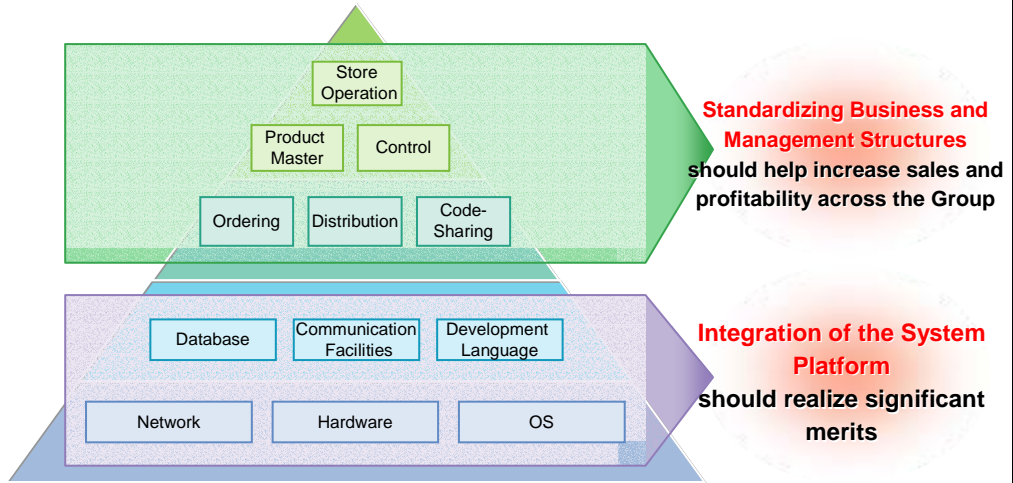 Store
Operation
Product
Master
Control
Ordering
Distribution
Code-
Sharing
Standardizing Business and
Management Structures
should help increase sales and
profitability across the Group
Database
Communication
Facilities
Development
Language
Network
Hardware
OS
Integration of the System
Platform
should realize significant
merits